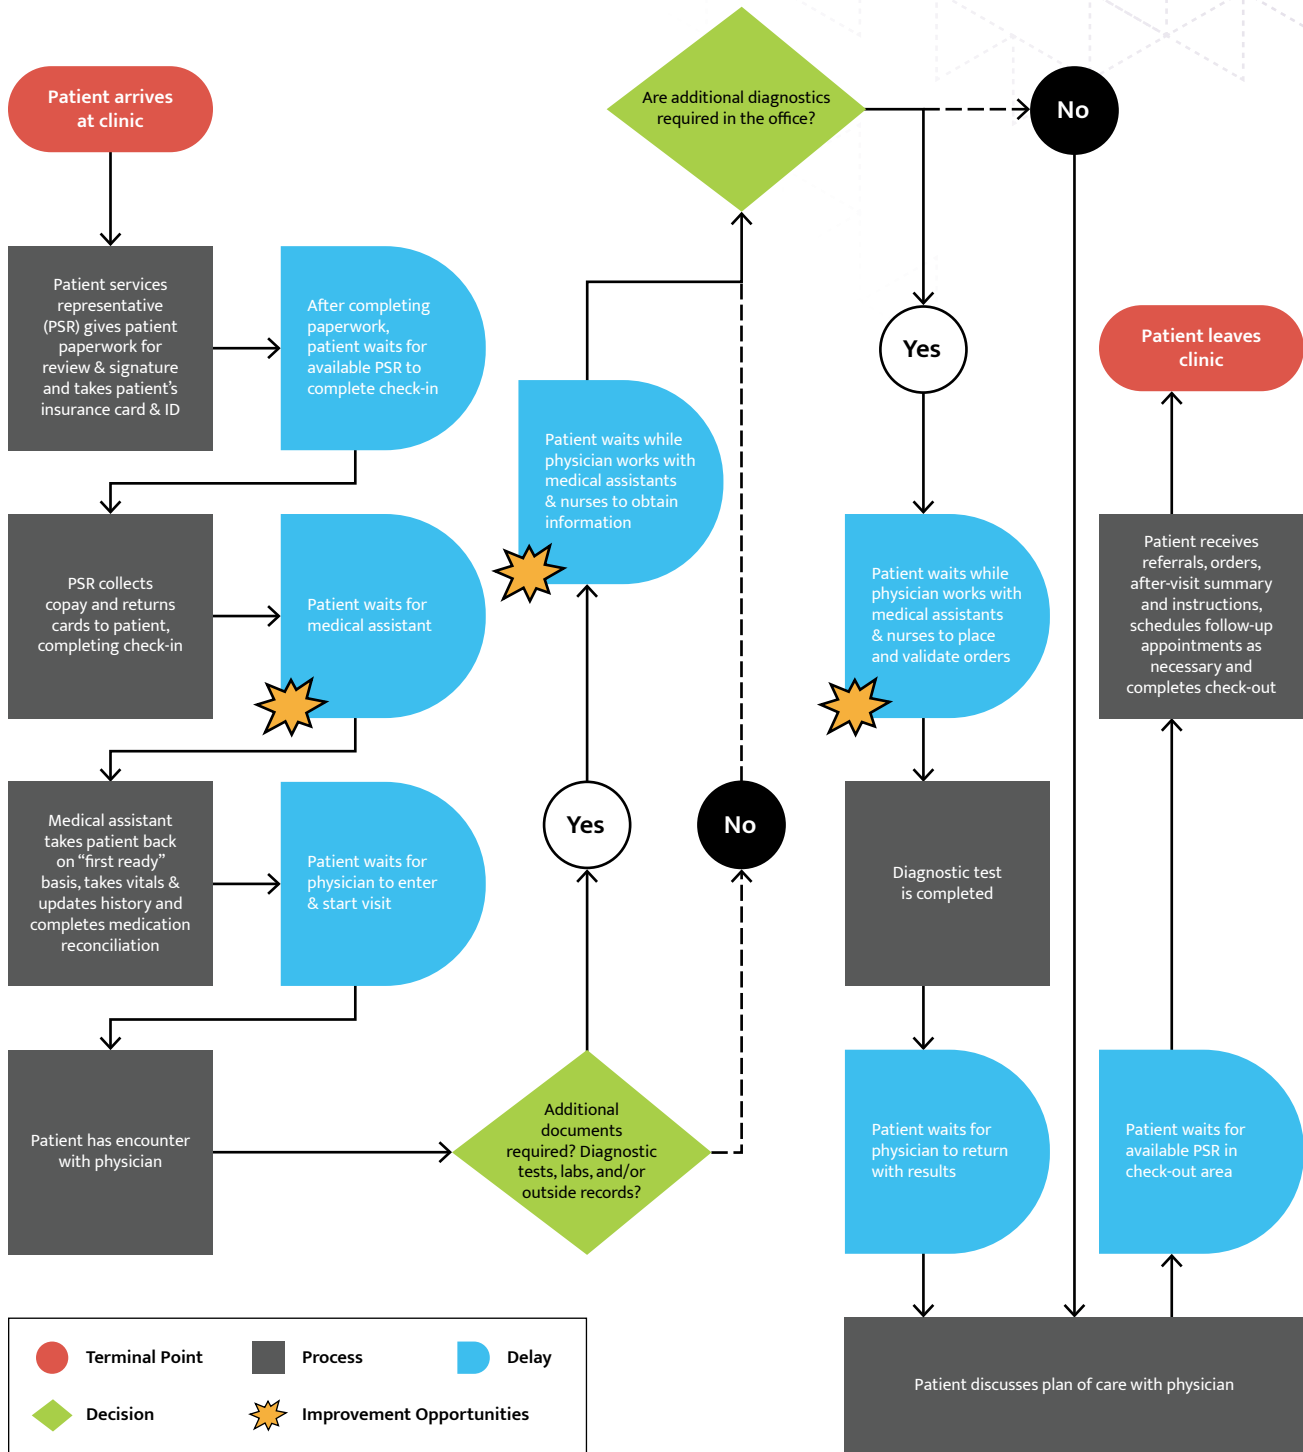 Patient arrives
at clinic
Patient services
representative
(PSR) gives patient
paperwork for
review & signature
and takes patient's
insurance card & ID
After completing
paperwork,
patient waits for
available PSR to
complete check-in
PSR collects
copay and returns
cards to patient,
completing check-in
Patient waits for
medical assistant
Medical assistant
takes patient back
on “first ready”
basis, takes vitals &
updates history and
completes medication
reconciliation
Patient waits for
physician to enter
& start visit
Patient has encounter
with physician
Additional
documents
required? Diagnostic
tests, labs, and/or
outside records?
Yes
No
Patient waits while
physician works with
medical assistants
& nurses to obtain
information
Are additional diagnostics
required in the office?
No
Yes
Patient waits while
physician works with
medical assistants
& nurses to place
and validate orders
Diagnostic test
is completed
Patient waits for
physician to return
with results
Patient discusses plan of care with physician
Patient waits for
available PSR in
check-out area
Patient receives
referrals, orders,
after-visit summary
and instructions,
schedules follow-up
appointments as
necessary and
completes check-out
Patient leaves
clinic
Terminal Point
Process
Delay
Decision
Improvement Opportunities